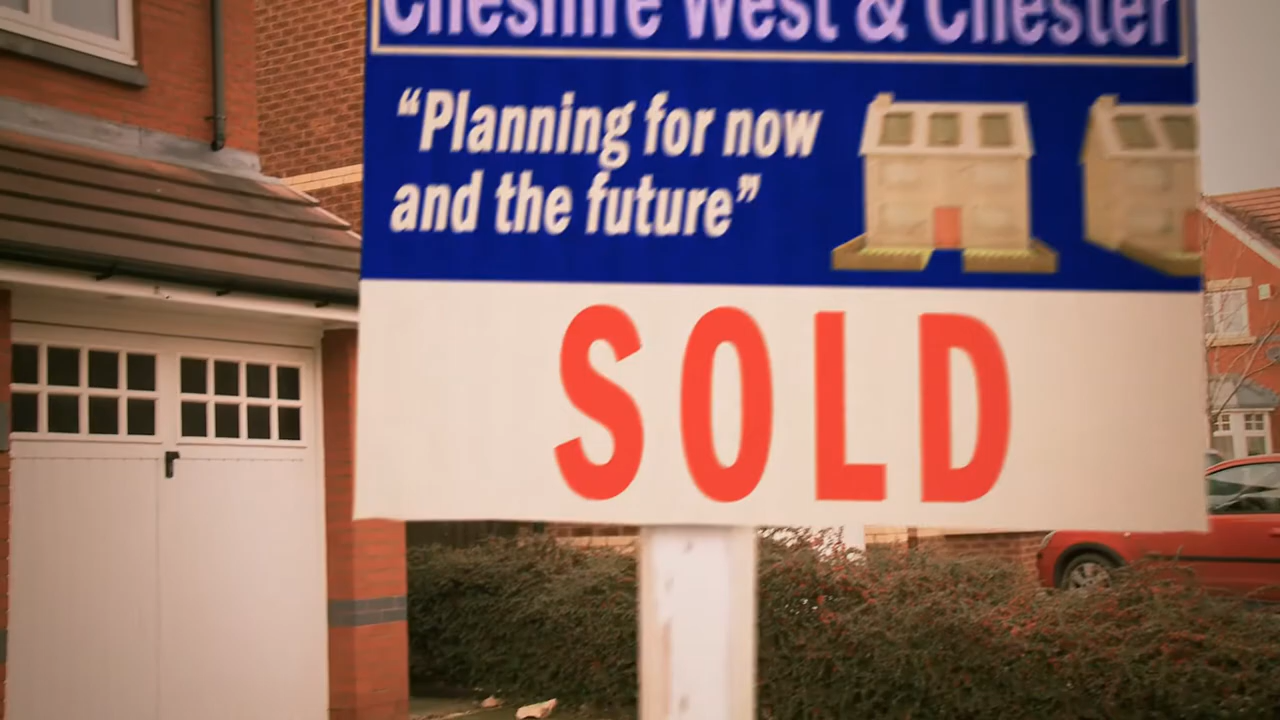 Cheshire West & Chester
“Planning for now
and the future”
SOLD